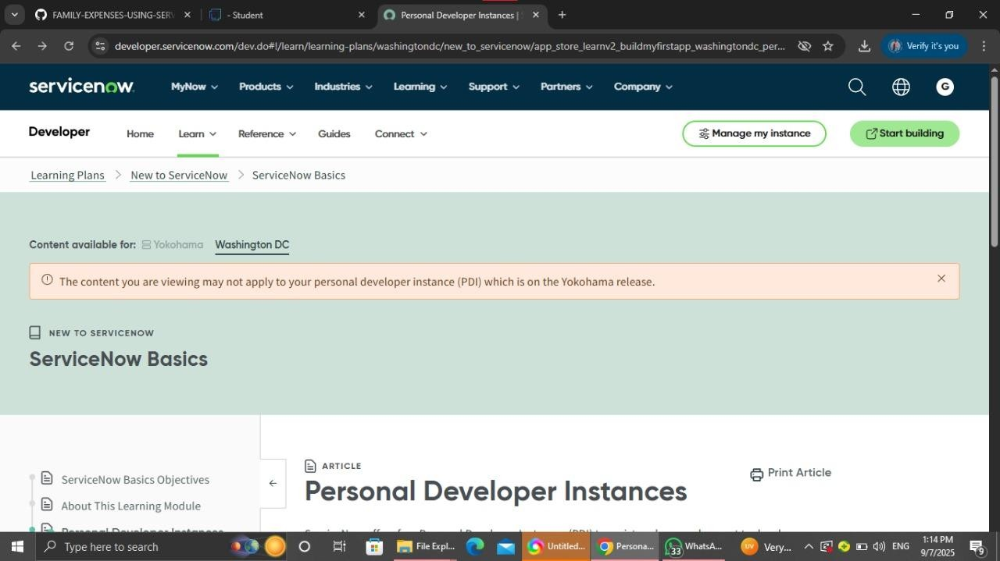 FAMILY-EXPENSES-USING-SERV
- Student
Personal Developer Instances |
developer.servicenow.com/dev.do#!/learn/learning-plans/washingtondc/new_to_servicenow/app_store_learnv2_buildmyfirstapp_washingtondc_per...
Verify it's you
servicenow
MyNow
Products
Industries
Learning
Support
Partners
Company
G
Developer
Home
Learn
Reference
Guides
Connect
Manage my instance
Start building
Learning Plans
New to ServiceNow
ServiceNow Basics
Content available for: Yokohama Washington DC
The content you are viewing may not apply to your personal developer instance (PDI) which is on the Yokohama release.
NEW TO SERVICENOW
ServiceNow Basics
ARTICLE
Personal Developer Instances
Print Article
ServiceNow Basics Objectives
About This Learning Module
Personal Developer Instances
Type here to search
File Expl...
Untitled...
Persona...
33
WhatsA...
UV
Very...
ENG
1:14 PM
9/7/2025
9